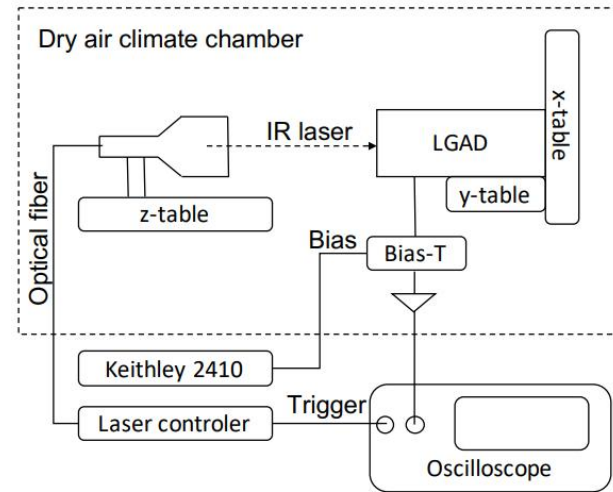 Dry air climate chamber
IR laser
LGAD
x-table
y-table
z-table
Optical fiber
Bias
Bias-T
Keithley 2410
Laser controler
Trigger
Oscilloscope